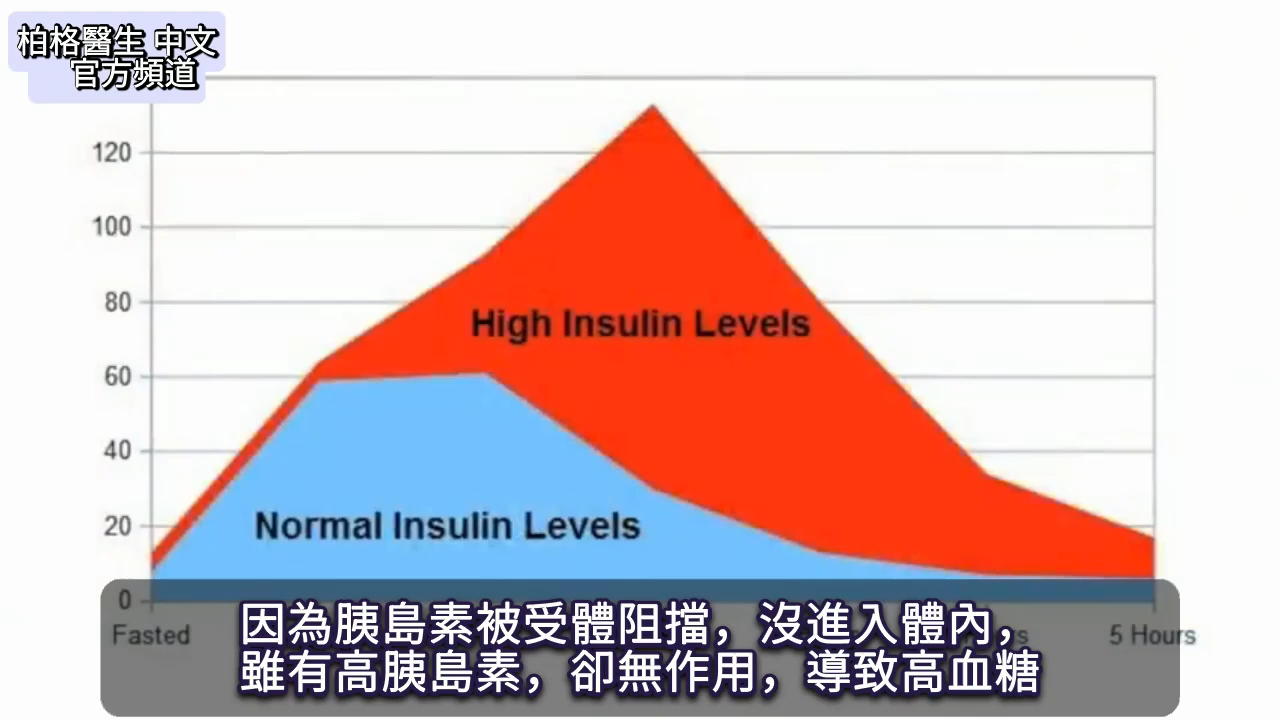 柏格醫生 中文
官方頻道
120
100
80
60
40
20
0
High Insulin Levels
Normal Insulin Levels
Fasted
5 Hours
因為胰島素被受體阻擋，沒進入體內，
雖有高胰島素，卻無作用，導致高血糖